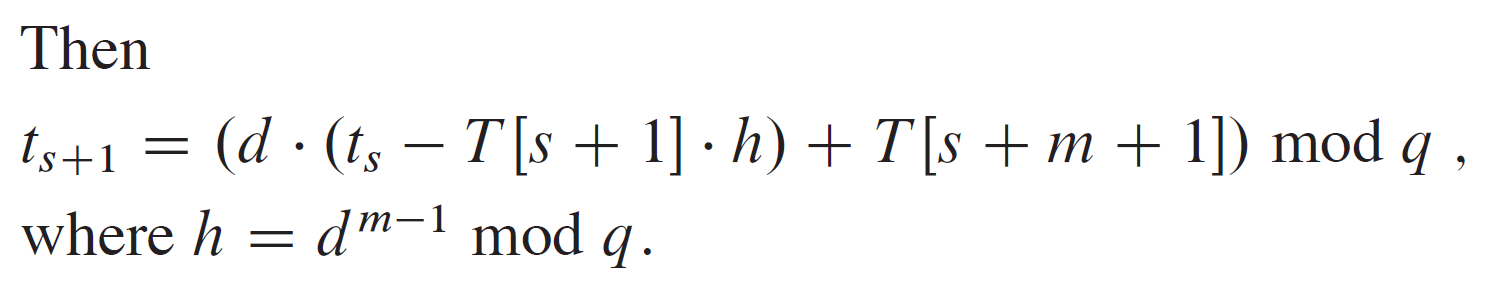 Then
t_{s+1} = (d · (t_s − T[s + 1] · h) + T[s + m + 1]) mod q ,
where h = d^{m−1} mod q.